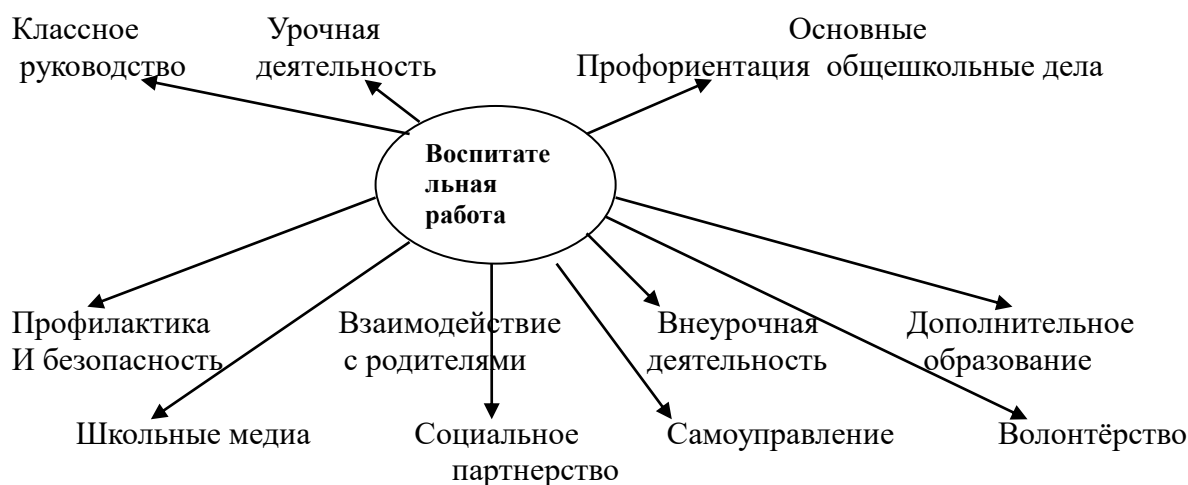 Классное Урочная Основные
руководство деятельность Профориентация общешкольные дела
Воспитате
льная
работа
Профилактика Взаимодействие Внеурочная Дополнительное
И безопасность с родителями деятельность образование
Школьные медиа Социальное Самоуправление Волонтёрство
партнерство